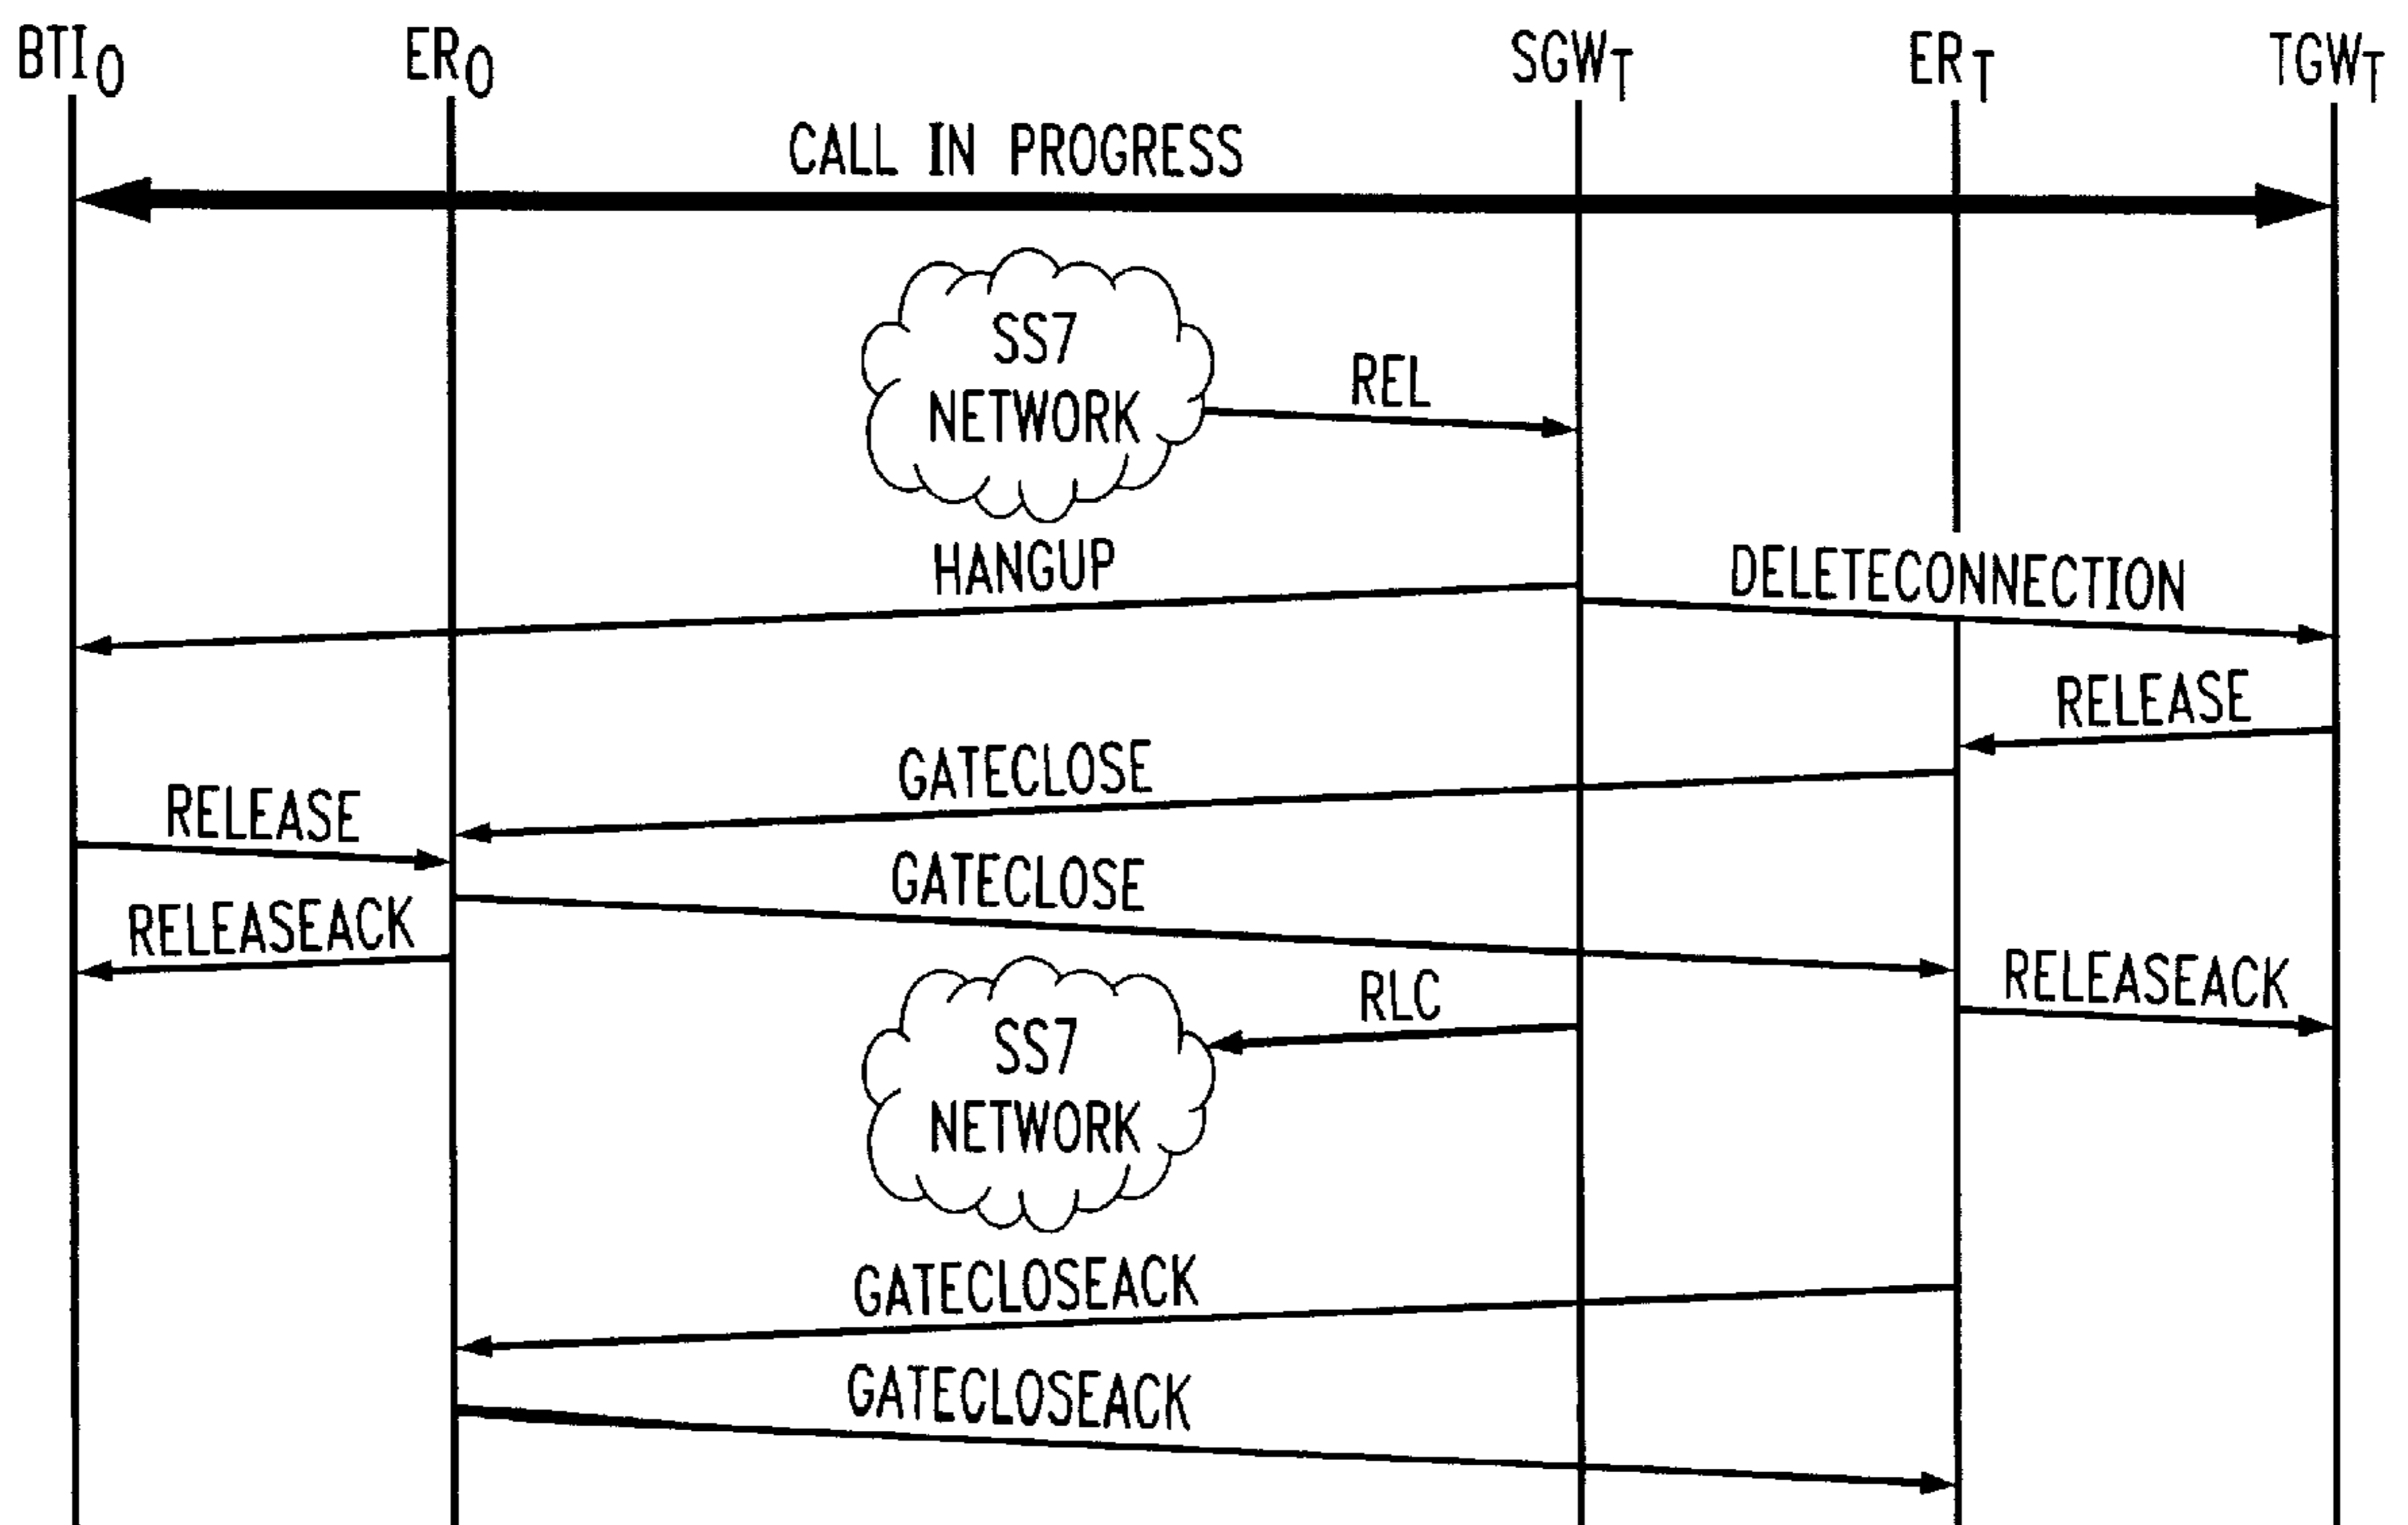 BTIO ERO SGWT ERT TGWT
CALL IN PROGRESS
SS7
NETWORK
REL
HANGUP
DELETECONNECTION
RELEASE
GATECLOSE
RELEASE
GATECLOSE
RELEASEACK
RELEASEACK
RLC
SS7
NETWORK
GATECLOSEACK
GATECLOSEACK